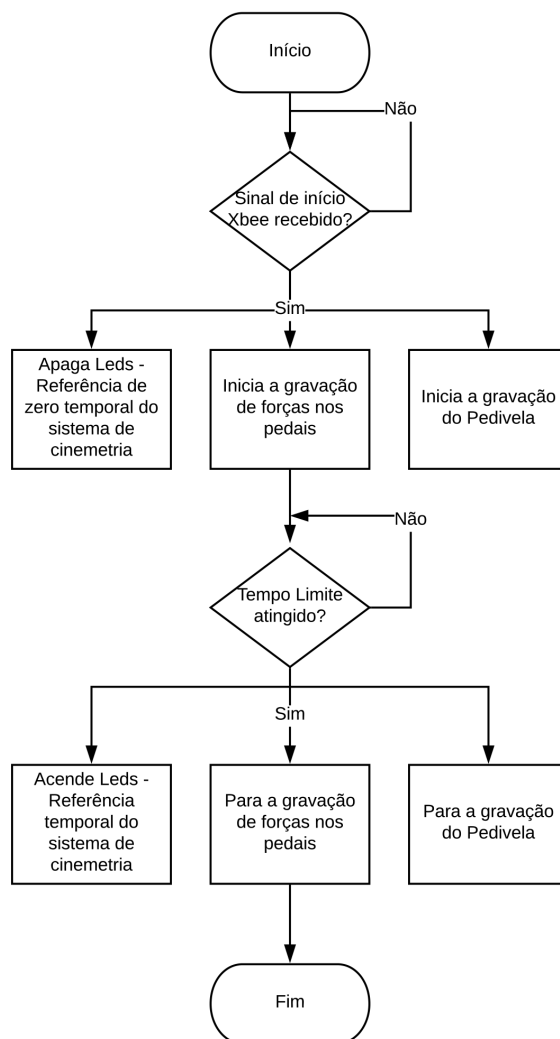 Início
Não
Sinal de início
Xbee recebido?
Sim
Apaga Leds -
Referência de
zero temporal do
sistema de
cinemetria
Inicia a gravação
de forças nos
pedais
Inicia a gravação
do Pedivela
Não
Tempo Limite
atingido?
Sim
Acende Leds -
Referência
temporal do
sistema de
cinemetria
Para a gravação
de forças nos
pedais
Para a gravação
do Pedivela
Fim